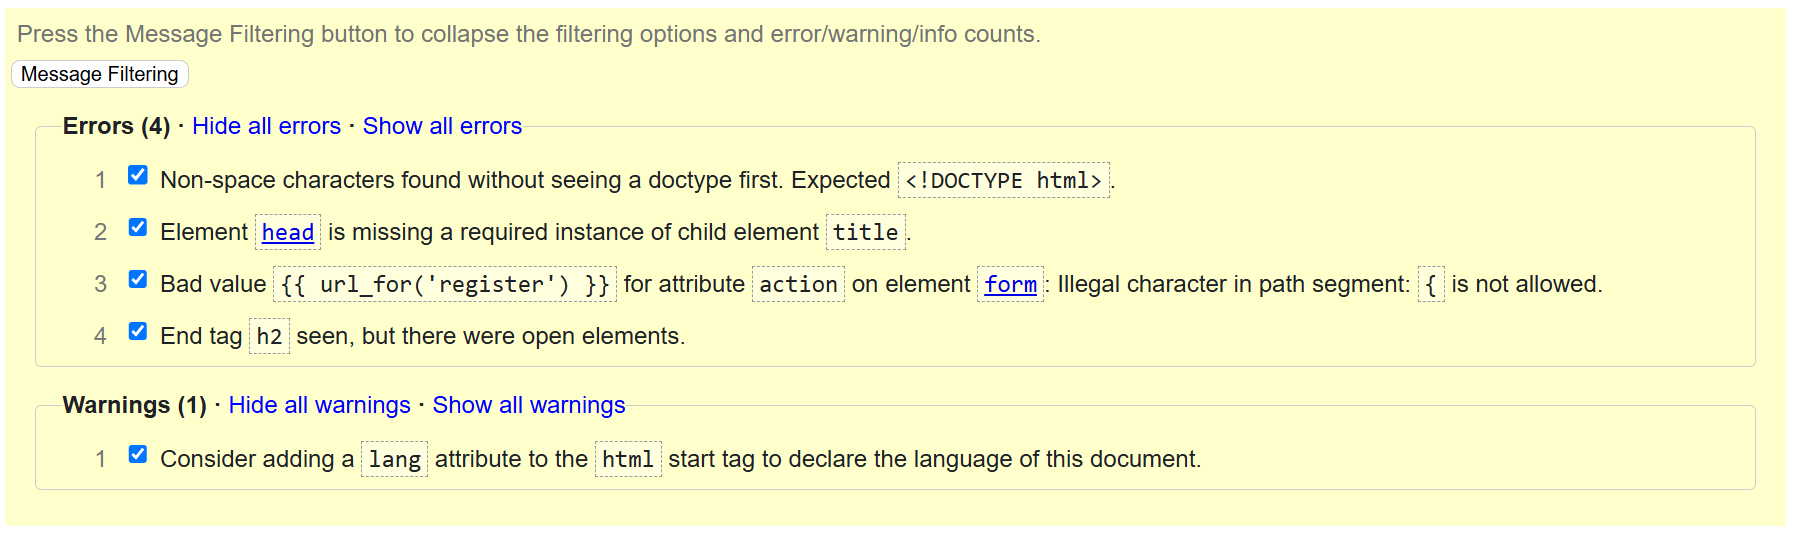 Press the Message Filtering button to collapse the filtering options and error/warning/info counts.
Message Filtering
Errors (4) · Hide all errors · Show all errors
1 Non-space characters found without seeing a doctype first. Expected <!DOCTYPE html>.
2 Element head is missing a required instance of child element title.
3 Bad value {{ url_for('register') }} for attribute action on element form: Illegal character in path segment: { is not allowed.
4 End tag h2 seen, but there were open elements.
Warnings (1) · Hide all warnings · Show all warnings
1 Consider adding a lang attribute to the html start tag to declare the language of this document.